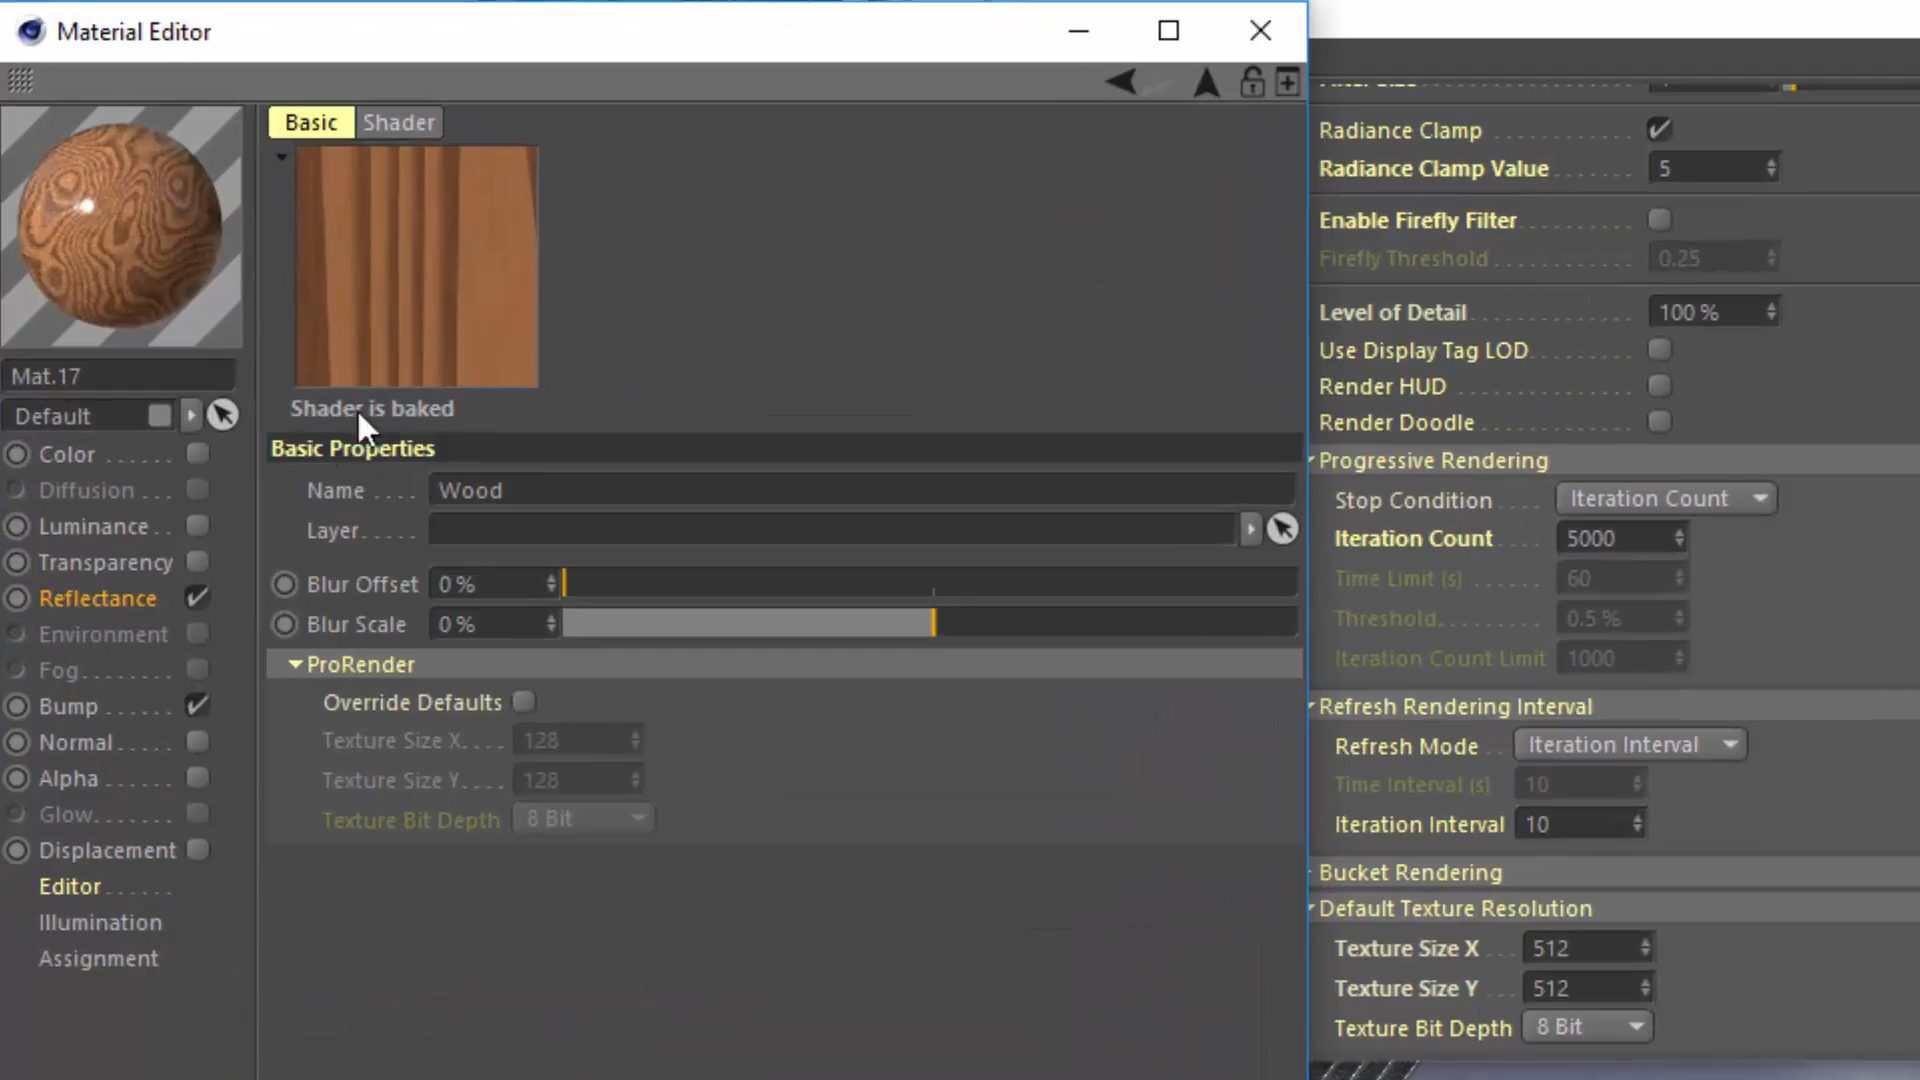 Material Editor
Basic
Shader
Shader is baked
Basic Properties
Name
Wood
Layer
Blur Offset
0 %
Blur Scale
0 %
ProRender
Override Defaults
Texture Size X
128
Texture Size Y
128
Texture Bit Depth
8 Bit
Mat.17
Default
Color
Diffusion
Luminance
Transparency
Reflectance
Environment
Fog
Bump
Normal
Alpha
Glow
Displacement
Editor
Illumination
Assignment
Radiance Clamp
Radiance Clamp Value
5
Enable Firefly Filter
Firefly Threshold
0.25
Level of Detail
100 %
Use Display Tag LOD
Render HUD
Render Doodle
Progressive Rendering
Stop Condition
Iteration Count
Iteration Count
5000
Time Limit (s)
60
Threshold
0.5 %
Iteration Count Limit
1000
Refresh Rendering Interval
Refresh Mode
Iteration Interval
Time Interval (s)
10
Iteration Interval
10
Bucket Rendering
Default Texture Resolution
Texture Size X
512
Texture Size Y
512
Texture Bit Depth
8 Bit